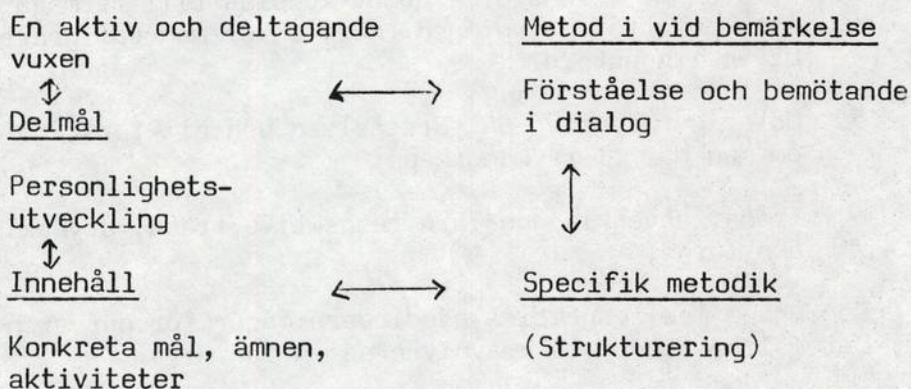 En aktiv och deltagande
vuxen
Delmål
Personlighets-
utveckling
Innehåll
Konkreta mål, ämnen,
aktiviteter
Metod i vid bemärkelse
Förståelse och bemötande
i dialog
Specifik metodik
(Strukturering)